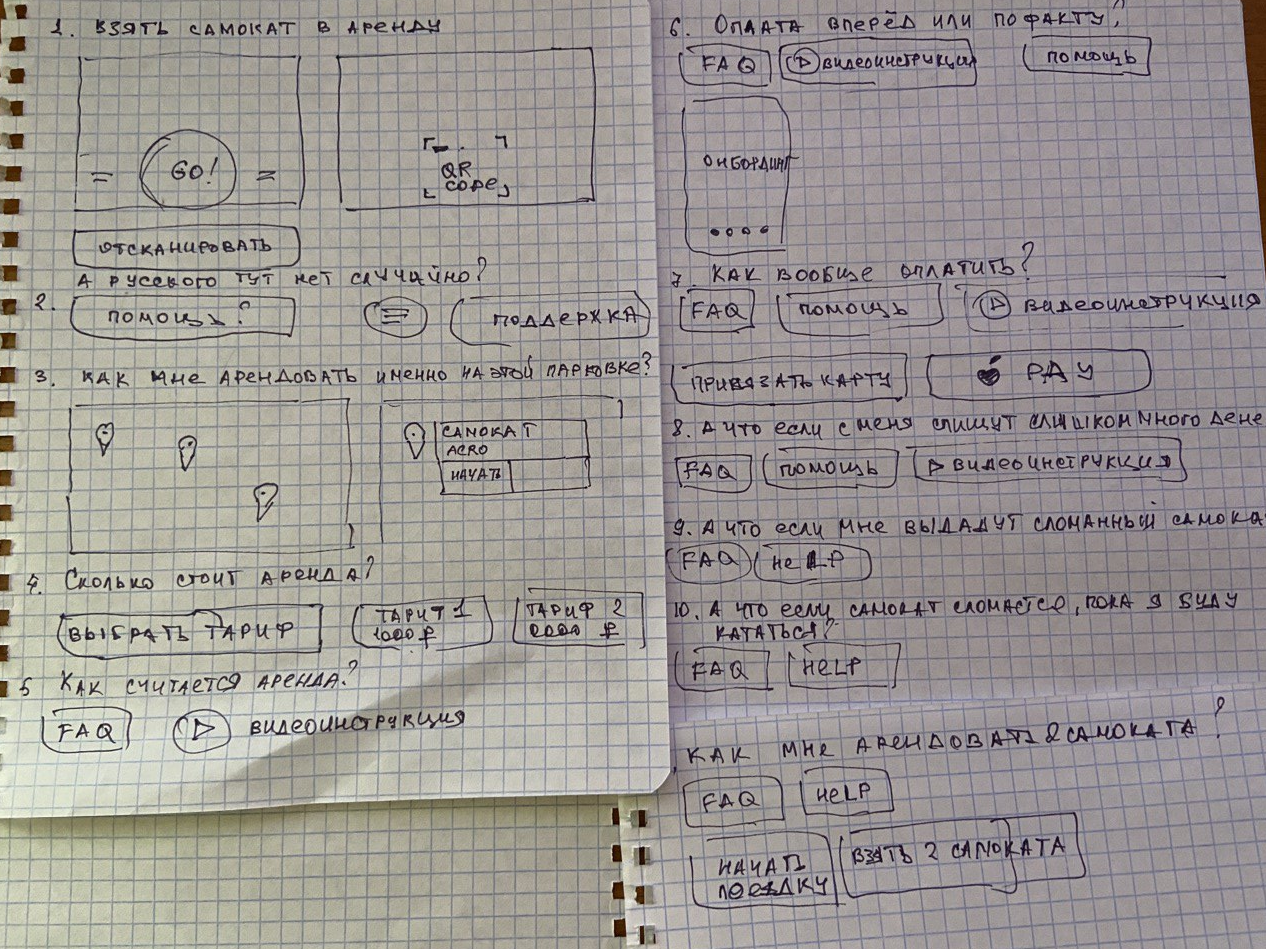 1. ВЗЯТЬ САМОКАТ В АРЕНДУ
GO!
QR
CODE
ОТСКАНИРОВАТЬ
А РУССКОГО ТУТ НЕТ СЛУЧАЙНО?
2.
ПОМОЩЬ?
ПОДДЕРЖКА
3. КАК МНЕ АРЕНДОВАТЬ ИМЕННО НА ЭТОЙ ПАРКОВКЕ?
САМОКАТ
ACRO
НАЧАТЬ
4. СКОЛЬКО СТОИТ АРЕНДА?
ВЫБРАТЬ ТАРИФ
ТАРИТ 1
1000 ₽
ТАРИФ 2
0000 ₽
5 КАК СЧИТАЕТСЯ АРЕНДА?
FAQ
ВИДЕОИНСТРУКЦИЯ
6. ОПЛАТА ВПЕРЁД ИЛИ ПО ФАКТУ?
FAQ
ВИДЕОИНСТРУКЦИ
ПОМОЩЬ
ОНБОРДИНГ
7. КАК ВООБЩЕ ОПЛАТИТЬ?
FAQ
ПОМОЩЬ
ВИДЕОИНСТРУКЦИЯ
ПРИВЯЗАТЬ КАРТУ
PAY
8. А ЧТО ЕСЛИ С МЕНЯ СПИШУТ СЛИШКОМ МНОГО ДЕНЕ
FAQ
ПОМОЩЬ
ВИДЕОИНСТРУКЦИЯ
9. А ЧТО ЕСЛИ МНЕ ВЫДАДУТ СЛОМАННЫЙ САМОКА
FAQ
HELP
10. А ЧТО ЕСЛИ САМОКАТ СЛОМАЕТСЯ, ПОКА Я БУДУ
КАТАТЬСЯ?
FAQ
HELP
КАК МНЕ АРЕНДОВАТЬ 2 САМОКАТА?
FAQ
HELP
НАЧАТЬ
ПОЕЗДКУ
ВЗЯТЬ 2 САМОКАТА